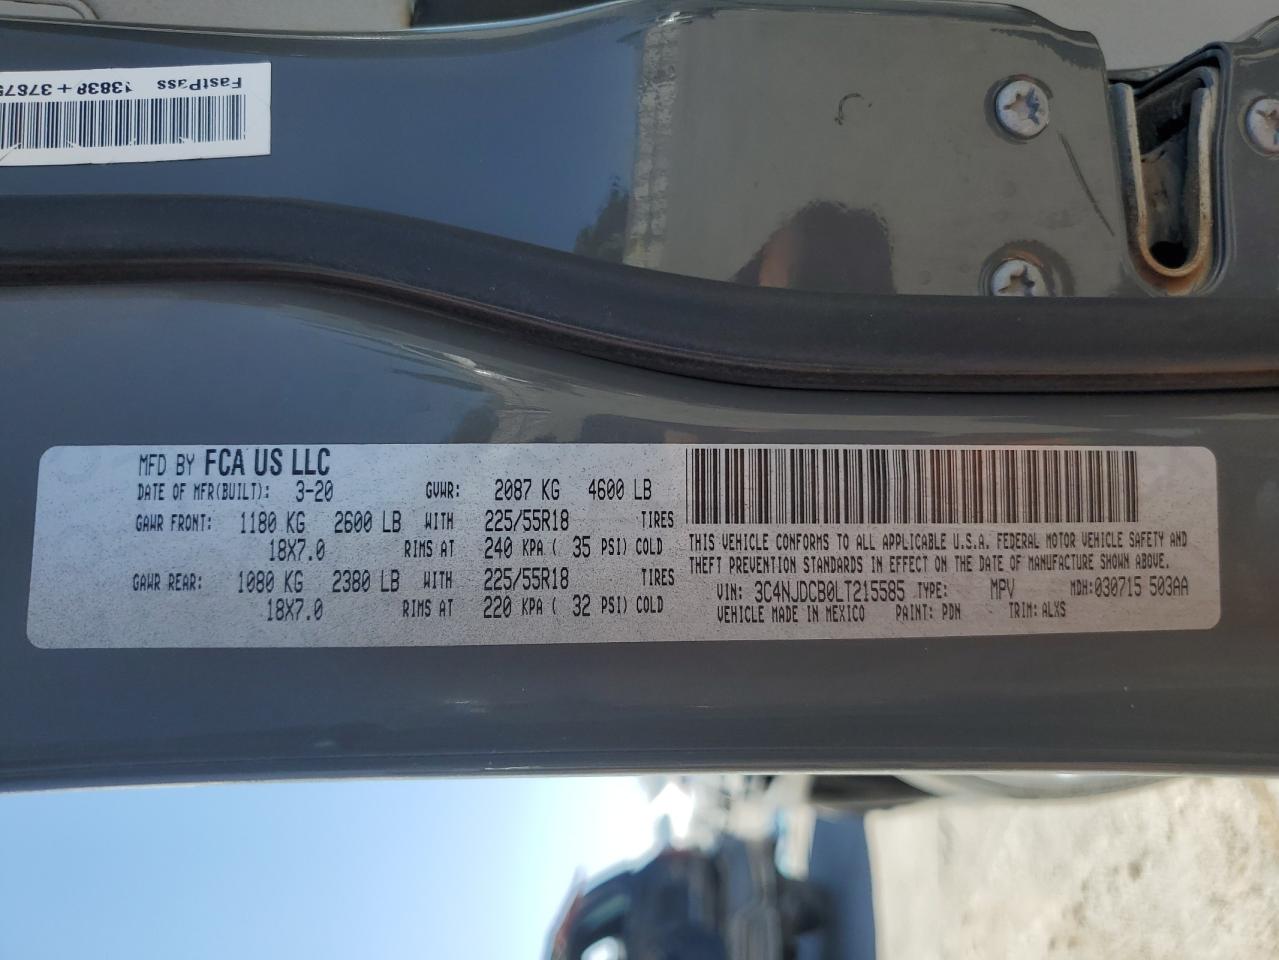 FastPass
13838 + 37675
MFD BY FCA US LLC
DATE OF MFR(BUILT): 3-20 GVWR: 2087 KG 4600 LB
GAWR FRONT: 1180 KG 2600 LB WITH 225/55R18 TIRES
18X7.0 RIMS AT 240 KPA ( 35 PSI) COLD
GAWR REAR: 1080 KG 2380 LB WITH 225/55R18 TIRES
18X7.0 RIMS AT 220 KPA ( 32 PSI) COLD
THIS VEHICLE CONFORMS TO ALL APPLICABLE U.S.A. FEDERAL MOTOR VEHICLE SAFETY AND
THEFT PREVENTION STANDARDS IN EFFECT ON THE DATE OF MANUFACTURE SHOWN ABOVE.
VIN: 3C4NJDCB0LT215585 TYPE: MPV MDH: 030715 503AA
VEHICLE MADE IN MEXICO PAINT: PDN TRIM: ALXS